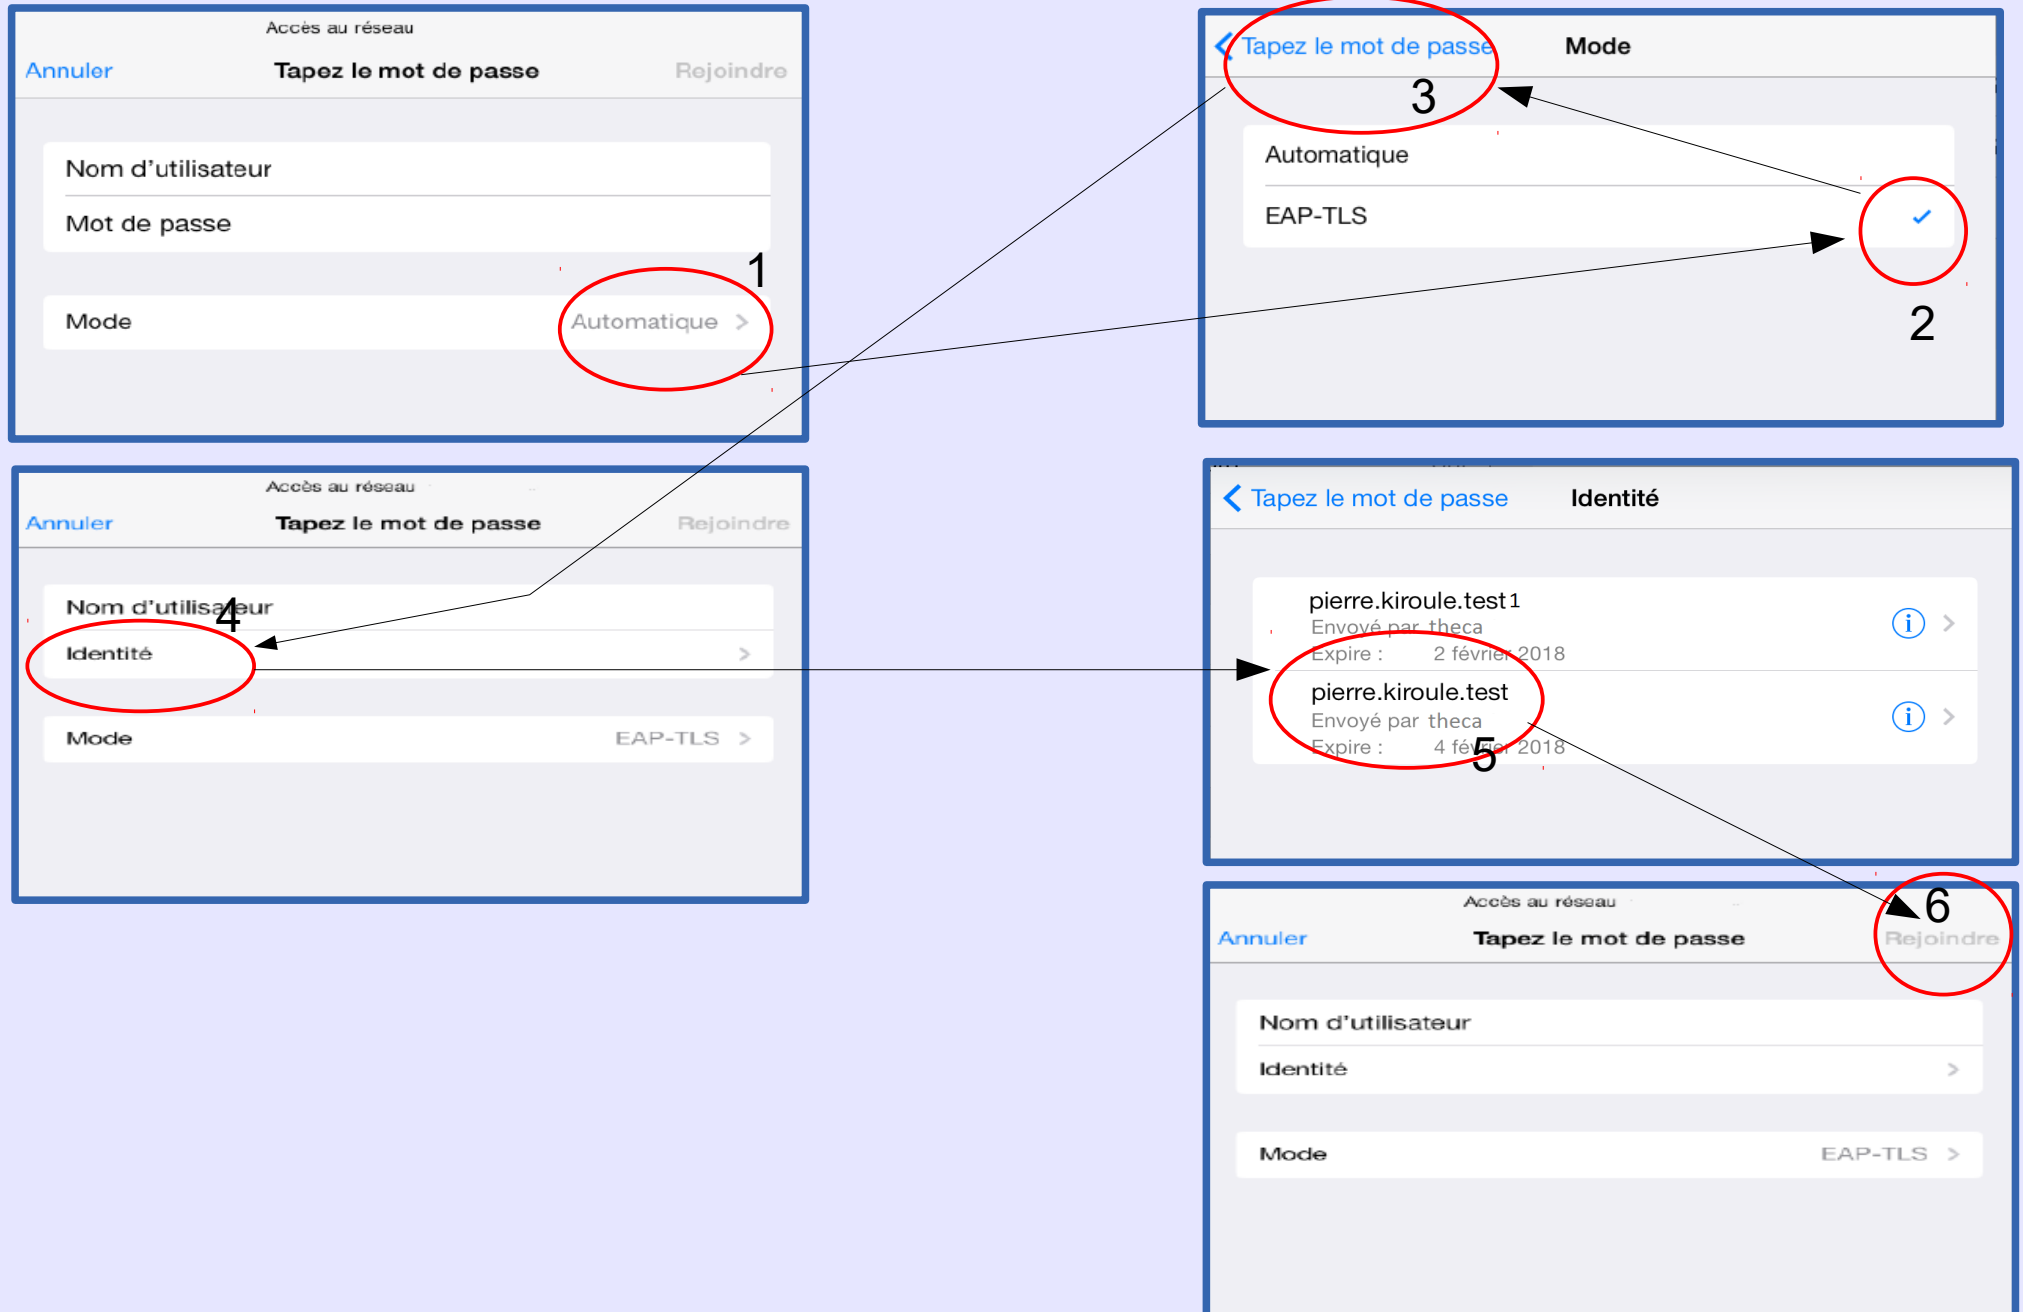 Accès au réseau
Annuler Tapez le mot de passe Rejoindre
Nom d'utilisateur
Mot de passe
1
Mode Automatique
Tapez le mot de passe Mode
3
Automatique
EAP-TLS
2
Accès au réseau
Annuler Tapez le mot de passe Rejoindre
Nom d'utilisateur
4
Identité
Mode EAP-TLS
Tapez le mot de passe Identité
pierre.kiroule.test1
Envoyé par theca
Expire : 2 février 2018
pierre.kiroule.test
Envoyé par theca
Expire : 4 février 2018
5
6
Accès au réseau
Annuler Tapez le mot de passe Rejoindre
Nom d'utilisateur
Identité
Mode EAP-TLS